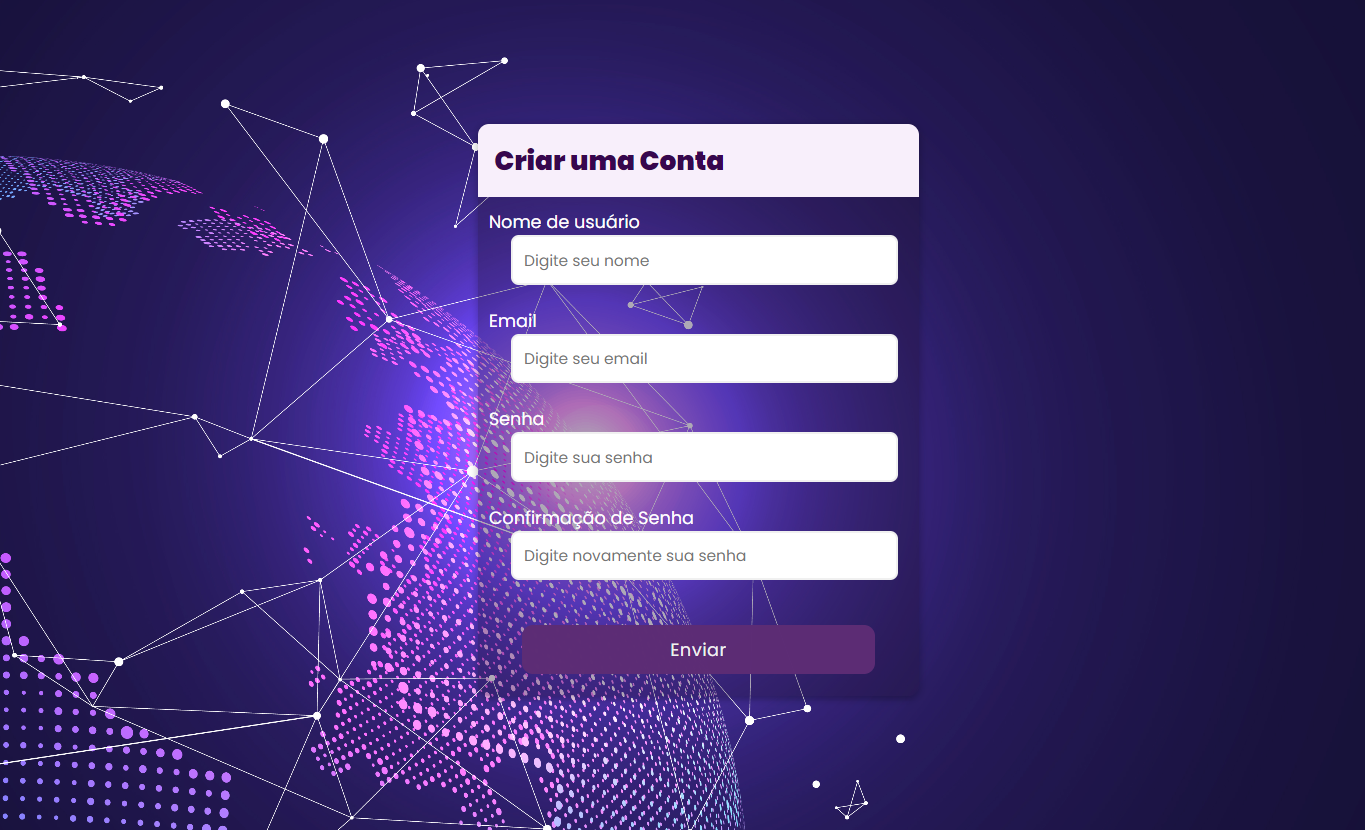 Criar uma Conta
Nome de usuário
Digite seu nome
Email
Digite seu email
Senha
Digite sua senha
Confirmação de Senha
Digite novamente sua senha
Enviar